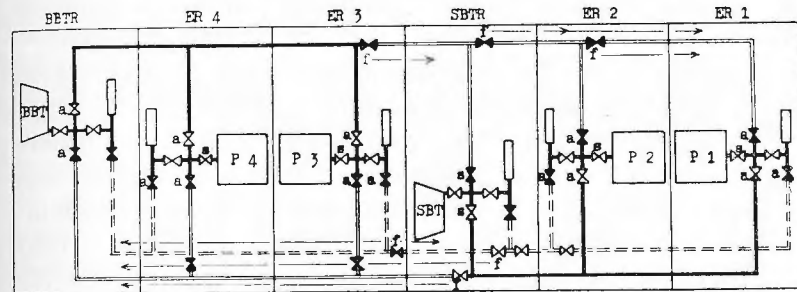 BBTR ER 4 ER 3 SBTR ER 2 ER 1
f f f
a a a a a
BBT s s s s
P 4 P 3 P 2 P 1
a a a a a a a a a
s
SBT
s
f f